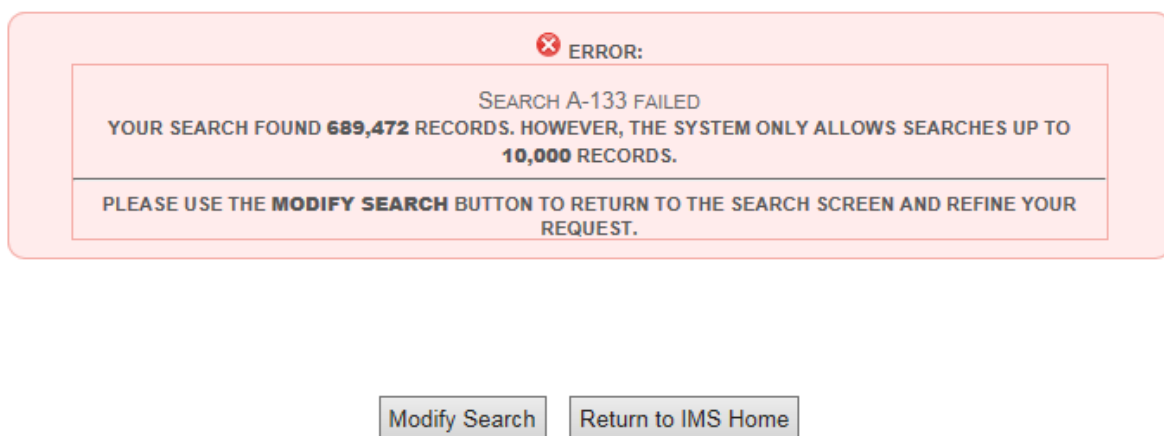 ERROR:
SEARCH A-133 FAILED
YOUR SEARCH FOUND 689,472 RECORDS. HOWEVER, THE SYSTEM ONLY ALLOWS SEARCHES UP TO
10,000 RECORDS.
PLEASE USE THE MODIFY SEARCH BUTTON TO RETURN TO THE SEARCH SCREEN AND REFINE YOUR
REQUEST.
Modify Search Return to IMS Home